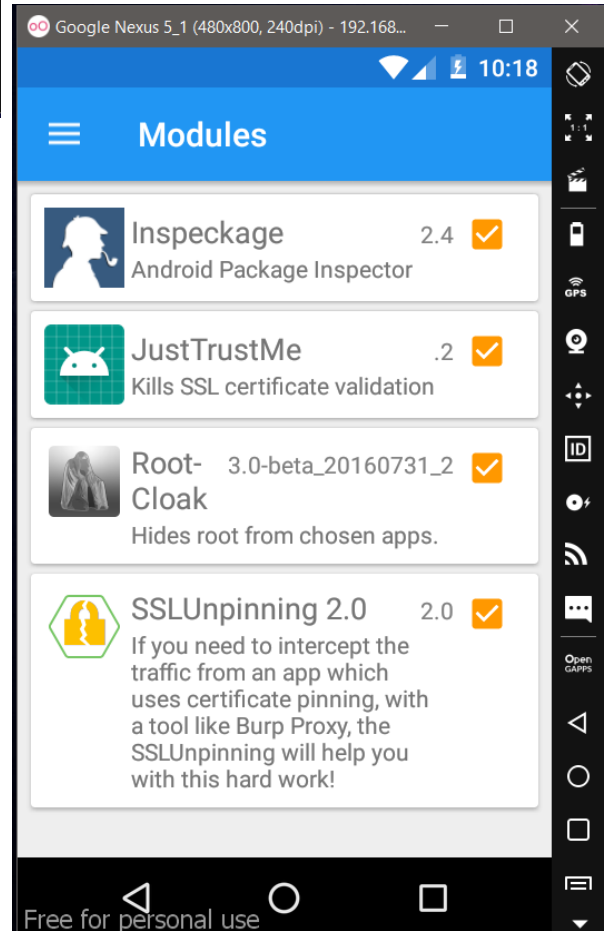 Google Nexus 5_1 (480x800, 240dpi) - 192.168...
10:18
Modules
Inspeckage 2.4
Android Package Inspector
JustTrustMe .2
Kills SSL certificate validation
Root- 3.0-beta_20160731_2
Cloak
Hides root from chosen apps.
SSLUnpinning 2.0 2.0
If you need to intercept the
traffic from an app which
uses certificate pinning, with
a tool like Burp Proxy, the
SSLUnpinning will help you
with this hard work!
Free for personal use
1:1
GPS
ID
Open
GAPPS